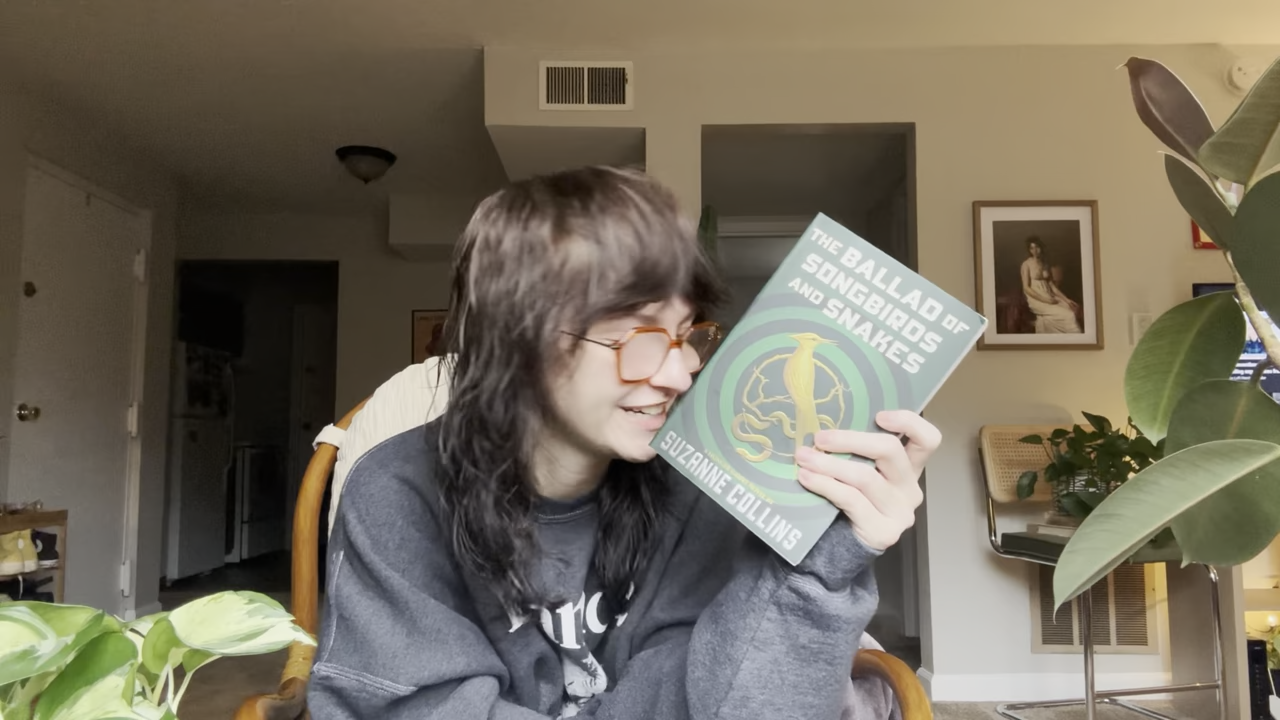 THE BALLAD OF
SONGBIRDS
AND SNAKES
SUZANNE COLLINS